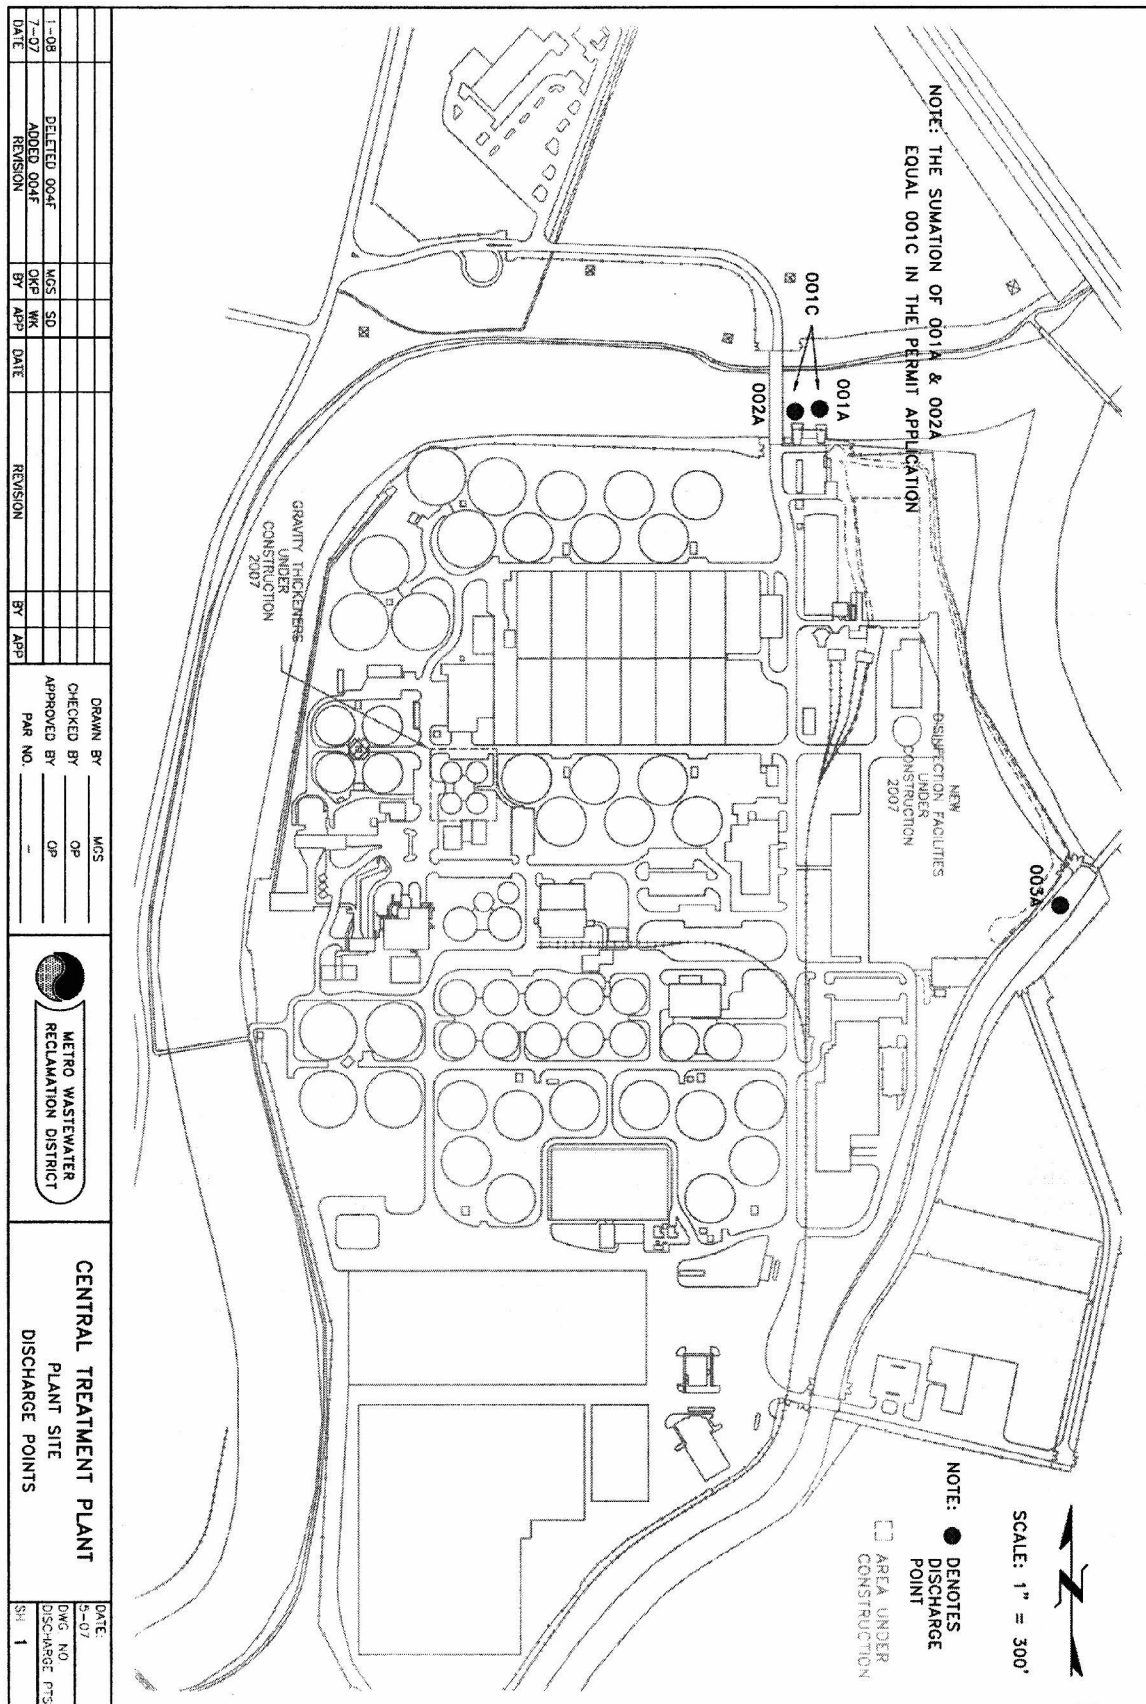 NOTE: THE SUMATION OF 001A & 002A
EQUAL 001C IN THE PERMIT APPLICATION
001C
001A
002A
003A
NEW
DISINFECTION FACILITIES
UNDER
CONSTRUCTION
2007
GRAVITY THICKENERS
UNDER
CONSTRUCTION
2007
SCALE: 1" = 300'
NOTE: ● DENOTES
DISCHARGE
POINT
AREA UNDER
CONSTRUCTION
1-08 DELETED 004F MGS SD
7-07 ADDED 004F WK
DATE REVISION BY APP DATE REVISION BY APP
DRAWN BY MGS
CHECKED BY OP
APPROVED BY OP
PAR NO. -
METRO WASTEWATER
RECLAMATION DISTRICT
CENTRAL TREATMENT PLANT
PLANT SITE
DISCHARGE POINTS
DATE:
5-07
DWG NO.
DISCHARGE PTS
SH 1